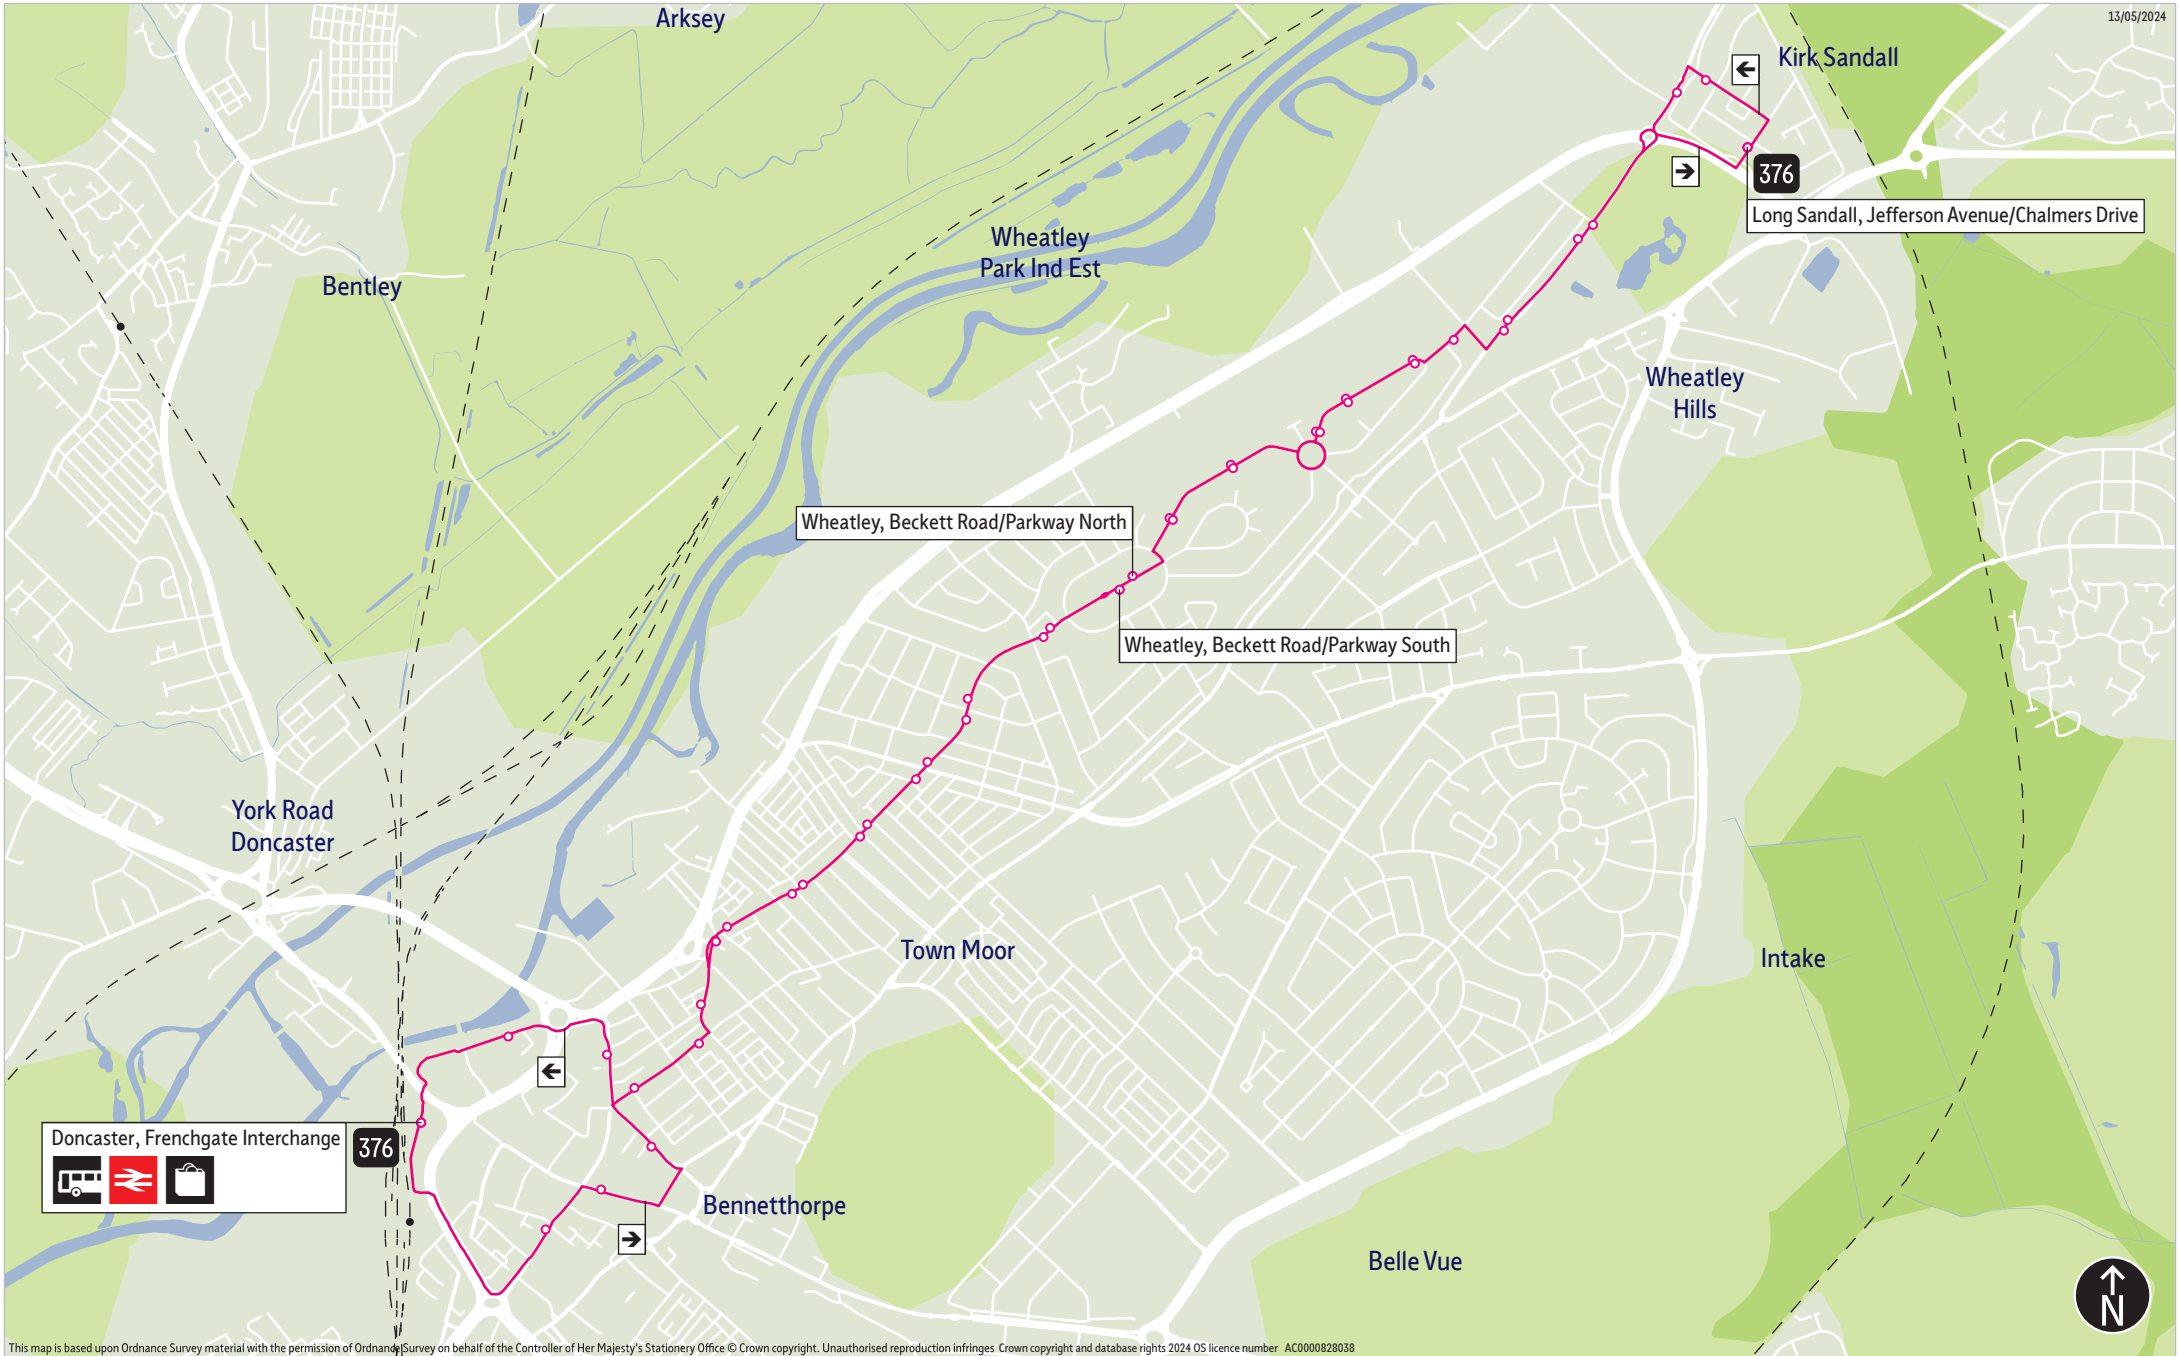 Arksey
13/05/2024
Kirk Sandall
376
Long Sandall, Jefferson Avenue/Chalmers Drive
Wheatley
Park Ind Est
Bentley
Wheatley
Hills
Wheatley, Beckett Road/Parkway North
Wheatley, Beckett Road/Parkway South
York Road
Doncaster
Town Moor
Intake
Doncaster, Frenchgate Interchange
376
Bennetthorpe
Belle Vue
N
This map is based upon Ordnance Survey material with the permission of Ordnance Survey on behalf of the Controller of Her Majesty's Stationery Office © Crown copyright. Unauthorised reproduction infringes Crown copyright and database rights 2024 OS licence number AC0000828038